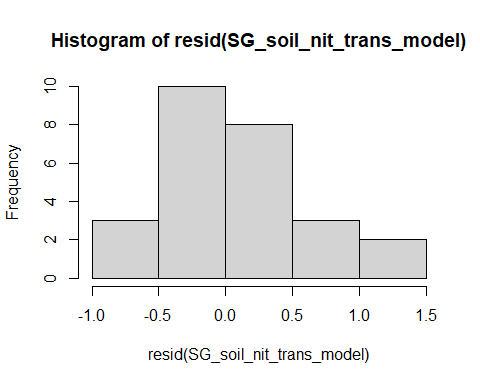 Histogram of resid(SG_soil_nit_trans_model)
Frequency
10
8
6
4
2
0
-1.0 -0.5 0.0 0.5 1.0 1.5
resid(SG_soil_nit_trans_model)